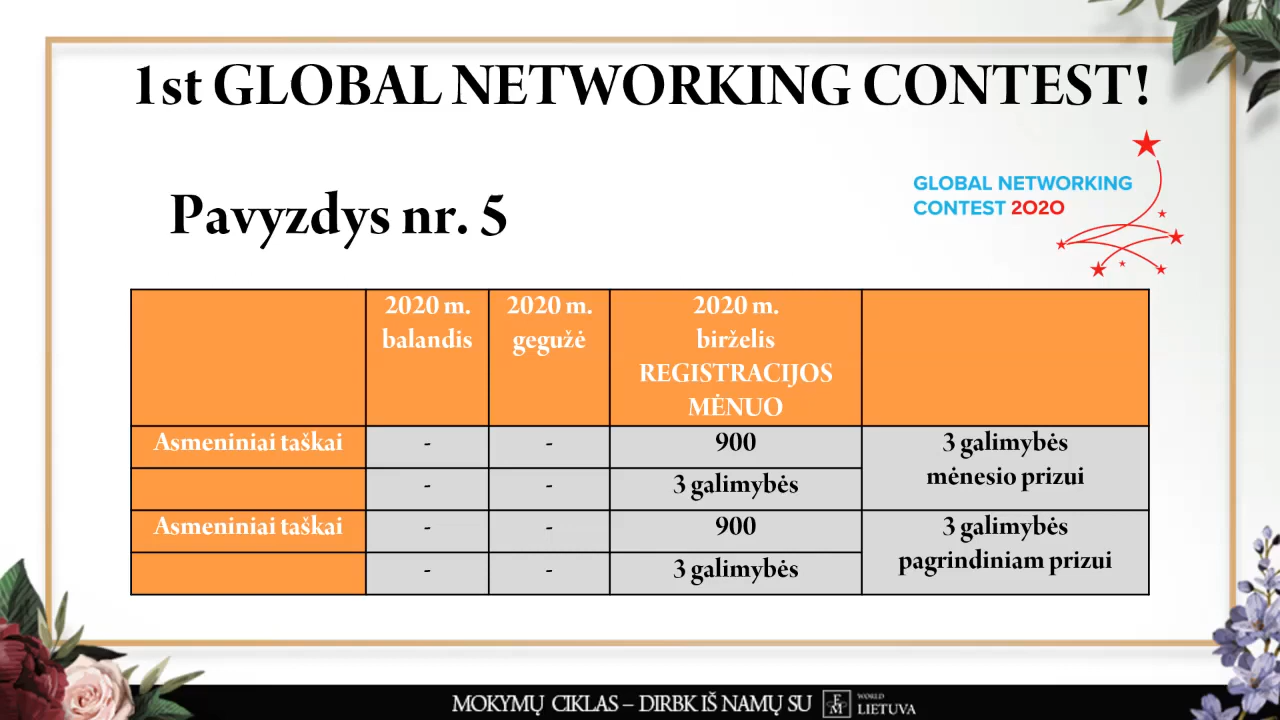 1st GLOBAL NETWORKING CONTEST!
GLOBAL NETWORKING
CONTEST 2020
Pavyzdys nr. 5
2020 m.
balandis
2020 m.
gegužė
2020 m.
birželis
REGISTRACIJOS
MĖNUO
Asmeniniai taškai - - 900
3 galimybės
mėnesio prizui
- - 3 galimybės
Asmeniniai taškai - - 900
3 galimybės
pagrindiniam prizui
- - 3 galimybės
MOKYMŲ CIKLAS – DIRBK IŠ NAMŲ SU
FM
WORLD
LIETUVA